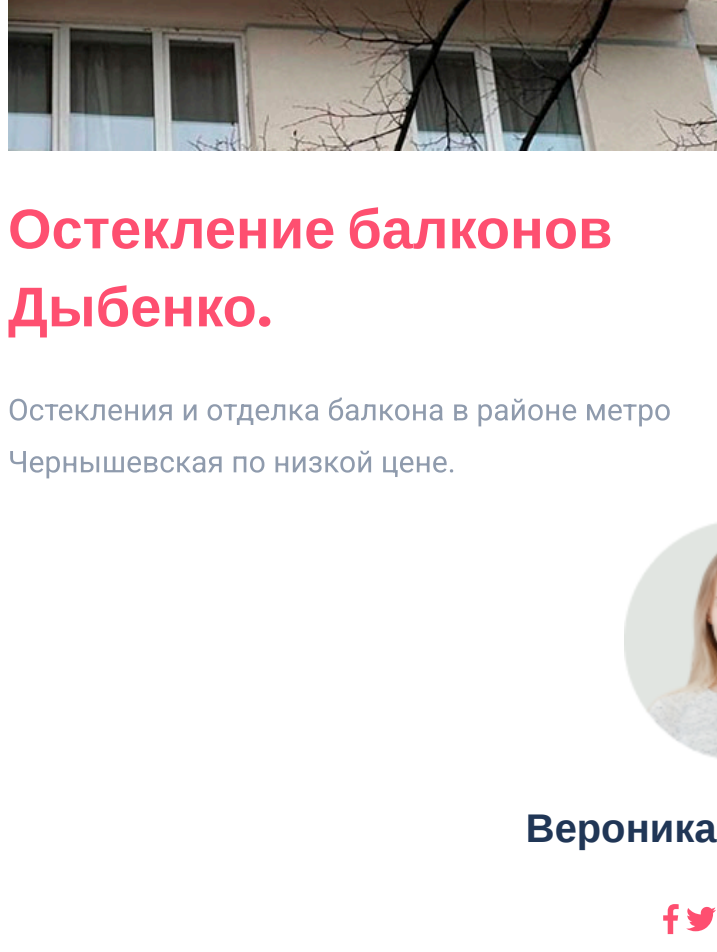 Остекление балконов
Дыбенко.
Остекления и отделка балкона в районе метро
Чернышевская по низкой цене.
Вероника